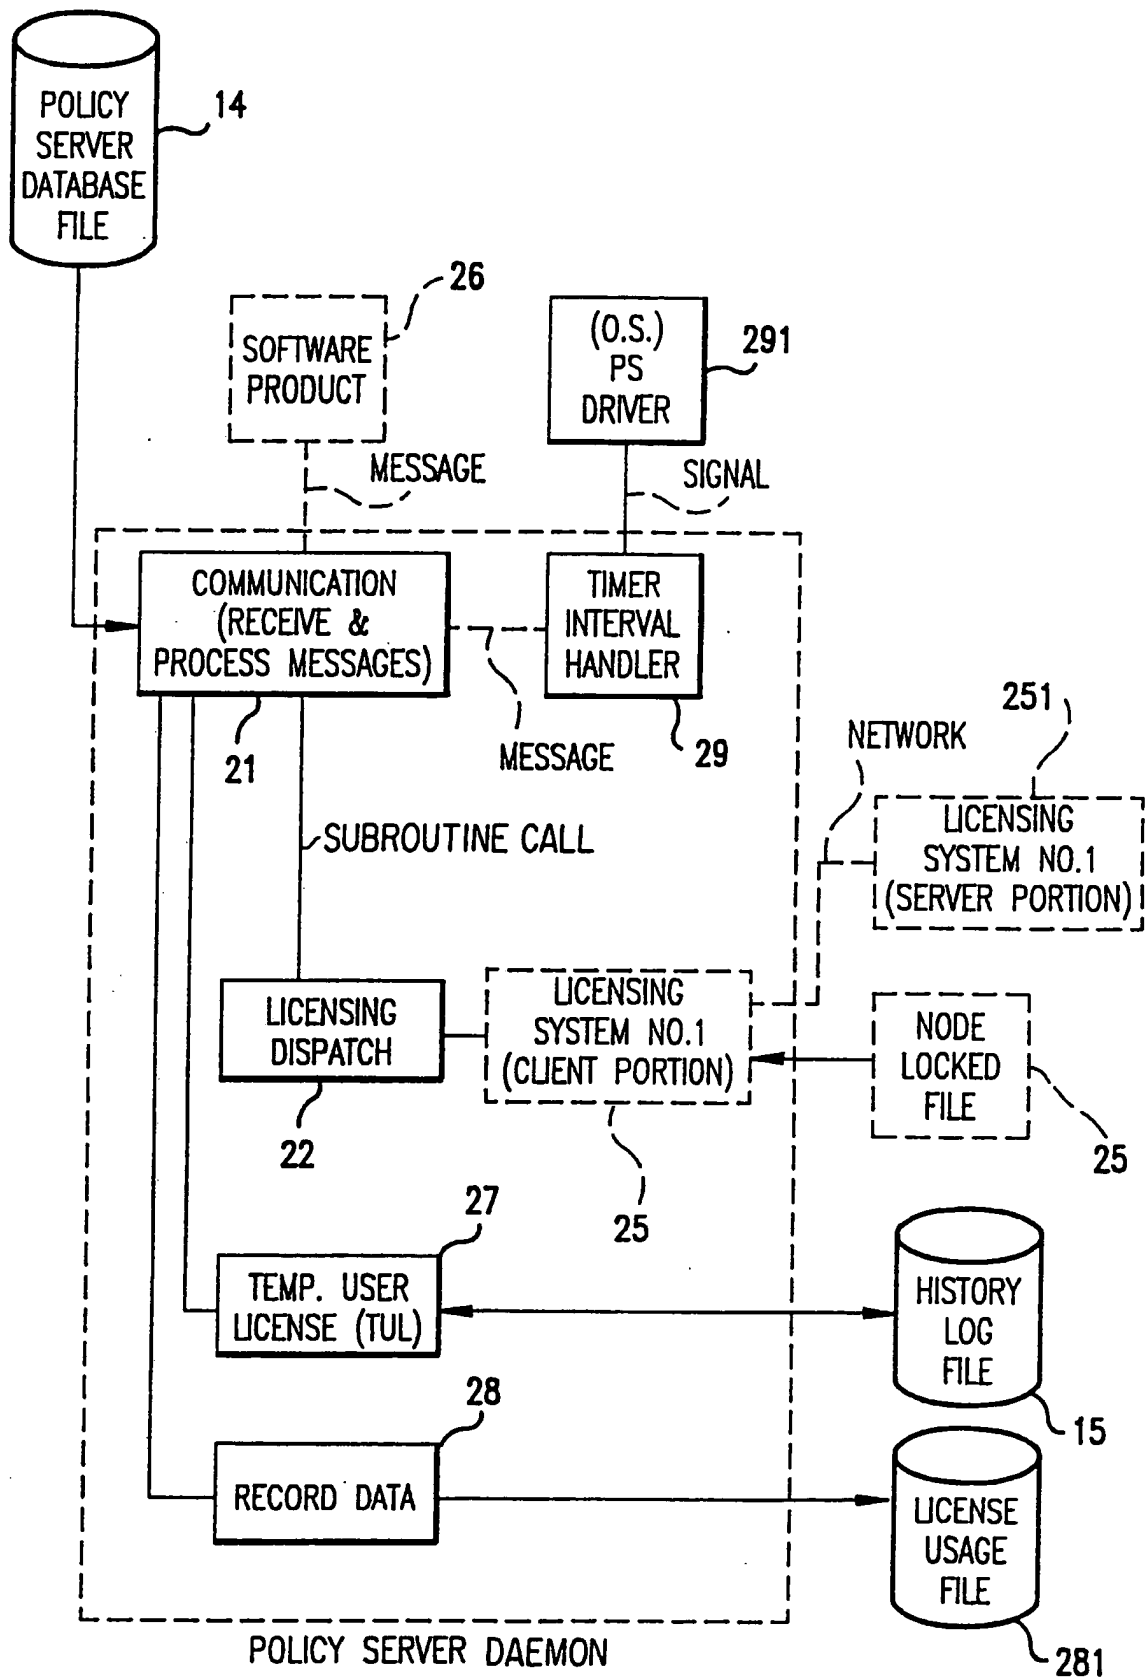 POLICY
SERVER
DATABASE
FILE
14
SOFTWARE
PRODUCT
26
(O.S.)
PS
DRIVER
291
MESSAGE
SIGNAL
COMMUNICATION
(RECEIVE &
PROCESS MESSAGES)
21
TIMER
INTERVAL
HANDLER
29
MESSAGE
SUBROUTINE CALL
NETWORK
251
LICENSING
SYSTEM NO.1
(SERVER PORTION)
LICENSING
DISPATCH
22
LICENSING
SYSTEM NO.1
(CLIENT PORTION)
25
NODE
LOCKED
FILE
25
27
TEMP. USER
LICENSE (TUL)
HISTORY
LOG
FILE
15
28
RECORD DATA
LICENSE
USAGE
FILE
281
POLICY SERVER DAEMON